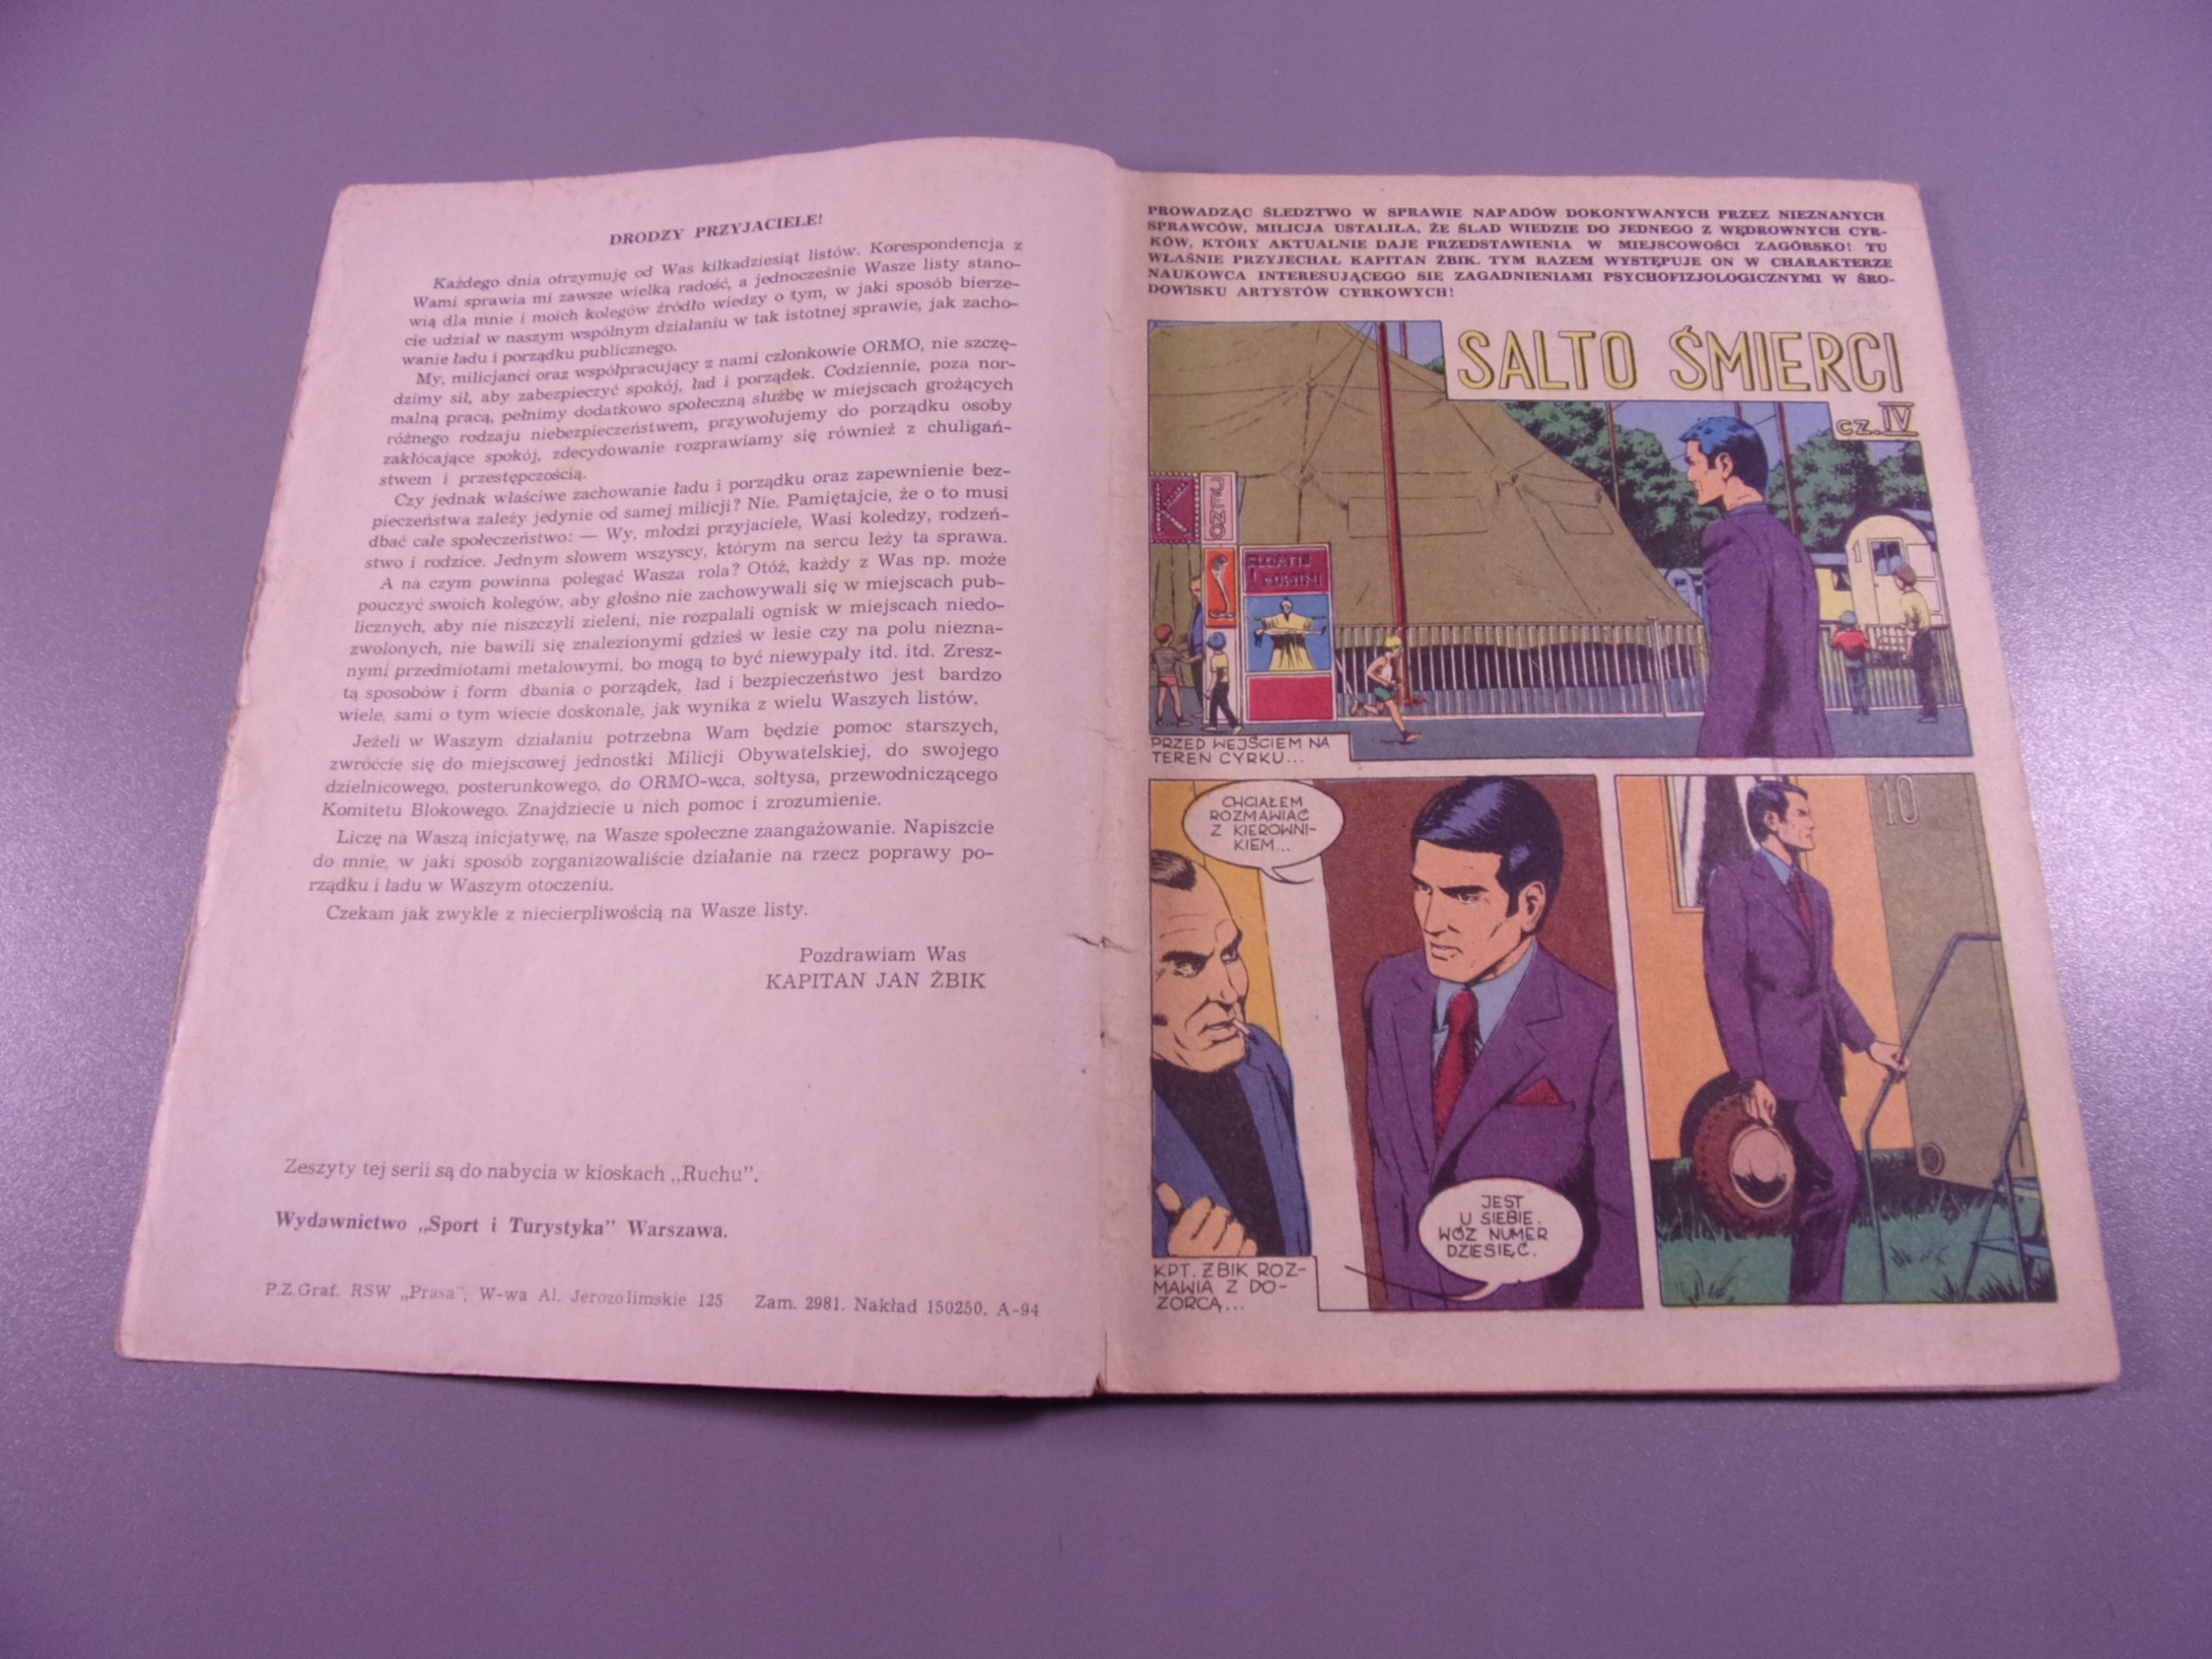 DRODZY PRZYJACIELE!
Każdego dnia otrzymuję od Was kilkadziesiąt listów. Korespondencja z
Wami sprawia mi zawsze wielką radość, a jednocześnie Wasze listy stano-
wią dla mnie i moich kolegów źródło wiedzy o tym, w jaki sposób bierze-
cie udział w naszym wspólnym działaniu w tak istotnej sprawie, jak zacho-
wanie ładu i porządku publicznego.
My, milicjanci oraz współpracujący z nami członkowie ORMO, nie szczę-
dzimy sił, aby zabezpieczyć spokój, ład i porządek. Codziennie, poza nor-
malną pracą, pełnimy dodatkowo społeczną służbę w miejscach grożących
różnego rodzaju niebezpieczeństwem, przywołujemy do porządku osoby
zakłócające spokój, zdecydowanie rozprawiamy się również z chuligań-
stwem i przestępczością.
Czy jednak właściwe zachowanie ładu i porządku oraz zapewnienie bez-
pieczeństwa zależy jedynie od samej milicji? Nie. Pamiętajcie, że o to musi
dbać całe społeczeństwo: — Wy, młodzi przyjaciele, Wasi koledzy, rodzeń-
stwo i rodzice. Jednym słowem wszyscy, którym na sercu leży ta sprawa.
A na czym powinna polegać Wasza rola? Otóż, każdy z Was np. może
pouczyć swoich kolegów, aby głośno nie zachowywali się w miejscach pub-
licznych, aby nie niszczyli zieleni, nie rozpalali ognisk w miejscach niedo-
zwolonych, nie bawili się znalezionymi gdzieś w lesie czy na polu niezna-
nymi przedmiotami metalowymi, bo mogą to być niewypały itd. itd. Zresz-
tą sposobów i form dbania o porządek, ład i bezpieczeństwo jest bardzo
wiele, sami o tym wiecie doskonale, jak wynika z wielu Waszych listów.
Jeżeli w Waszym działaniu potrzebna Wam będzie pomoc starszych,
zwróćcie się do miejscowej jednostki Milicji Obywatelskiej, do swojego
dzielnicowego, posterunkowego, do ORMO-wca, sołtysa, przewodniczącego
Komitetu Blokowego. Znajdziecie u nich pomoc i zrozumienie.
Liczę na Waszą inicjatywę, na Wasze społeczne zaangażowanie. Napiszcie
do mnie, w jaki sposób zorganizowaliście działanie na rzecz poprawy po-
rządku i ładu w Waszym otoczeniu.
Czekam jak zwykle z niecierpliwością na Wasze listy.
Pozdrawiam Was
KAPITAN JAN ŻBIK
Zeszyty tej serii są do nabycia w kioskach „Ruchu”.
Wydawnictwo „Sport i Turystyka” Warszawa.
P.Z.Graf. RSW „Prasa”, W-wa Al. Jerozolimskie 125 Zam. 2981. Nakład 150250. A-94
PROWADZĄC ŚLEDZTWO W SPRAWIE NAPADÓW DOKONYWANYCH PRZEZ NIEZNANYCH
SPRAWCÓW, MILICJA USTALIŁA, ŻE ŚLAD WIEDZIE DO JEDNEGO Z WĘDROWNYCH CYR-
KÓW, KTÓRY AKTUALNIE DAJE PRZEDSTAWIENIA W MIEJSCOWOŚCI ZAGÓRSKO! TU
WŁAŚNIE PRZYJECHAŁ KAPITAN ŻBIK. TYM RAZEM WYSTĘPUJE ON W CHARAKTERZE
NAUKOWCA INTERESUJĄCEGO SIĘ ZAGADNIENIAMI PSYCHOFIZJOLOGICZNYMI W ŚRO-
DOWISKU ARTYSTÓW CYRKOWYCH!
SALTO ŚMIERCI
CZ. IV
K
PRZED WEJŚCIEM NA
TEREN CYRKU...
CHCIAŁEM
ROZMAWIAĆ
Z KIEROWNI-
KIEM...
JEST
U SIEBIE.
WÓZ NUMER
DZIESIĘĆ.
KPT. ŻBIK ROZ-
MAWIA Z DO-
ZORCĄ...
10